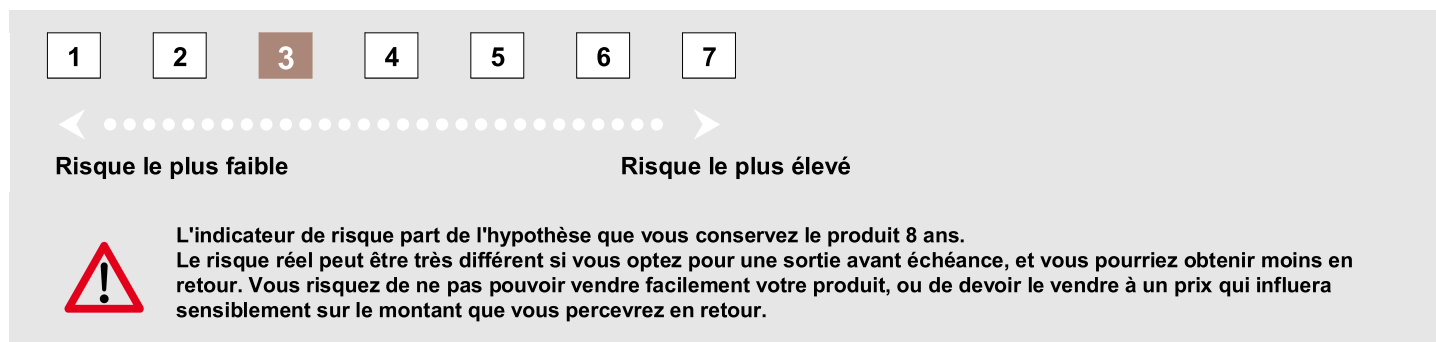 1 2 3 4 5 6 7
Risque le plus faible Risque le plus élevé
L'indicateur de risque part de l'hypothèse que vous conservez le produit 8 ans.
Le risque réel peut être très différent si vous optez pour une sortie avant échéance, et vous pourriez obtenir moins en
retour. Vous risquez de ne pas pouvoir vendre facilement votre produit, ou de devoir le vendre à un prix qui influera
sensiblement sur le montant que vous percevrez en retour.